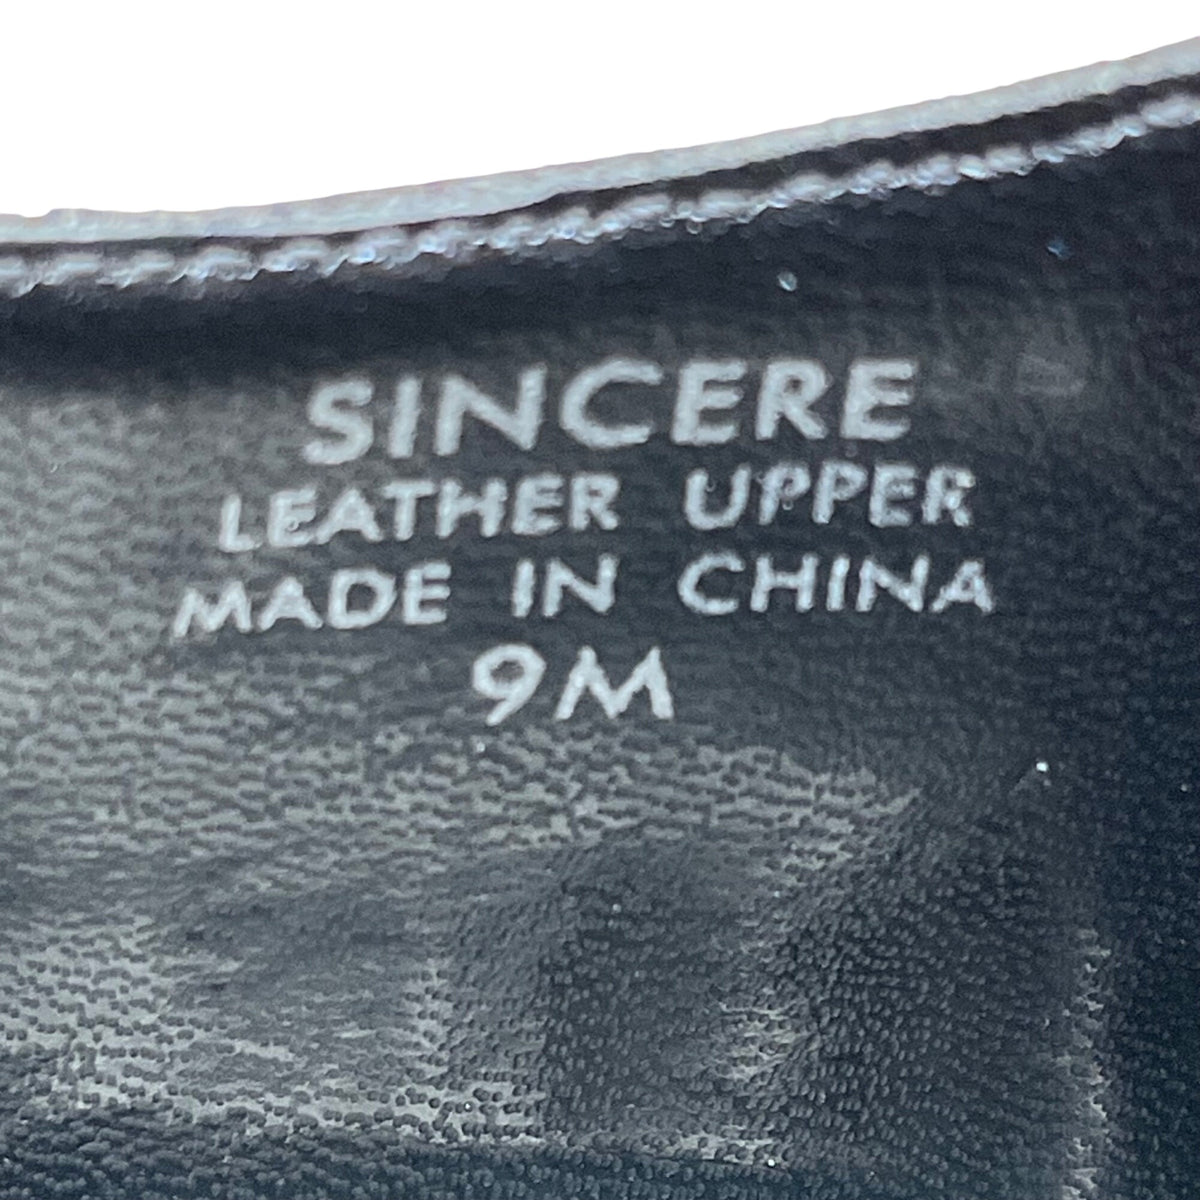 SINCERE
LEATHER UPPER
MADE IN CHINA
9M